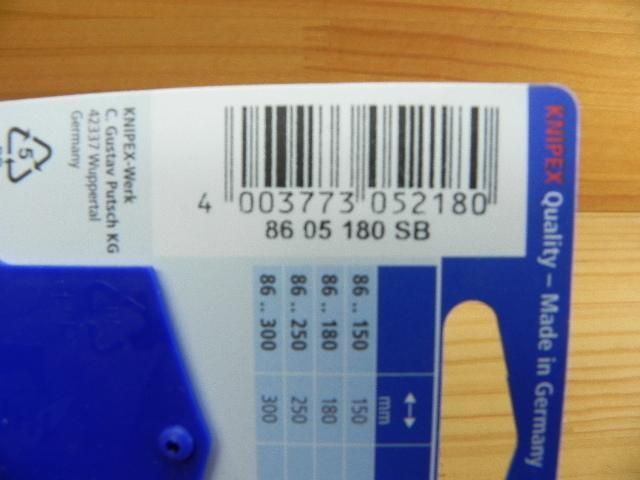 4 003773 052180
86 05 180 SB
KNIPEX Quality – Made in Germany
KNIPEX-Werk
C. Gustav Putsch KG
42337 Wuppertal
Germany
5
mm
86 .. 150 150
86 .. 180 180
86 .. 250 250
86 .. 300 300